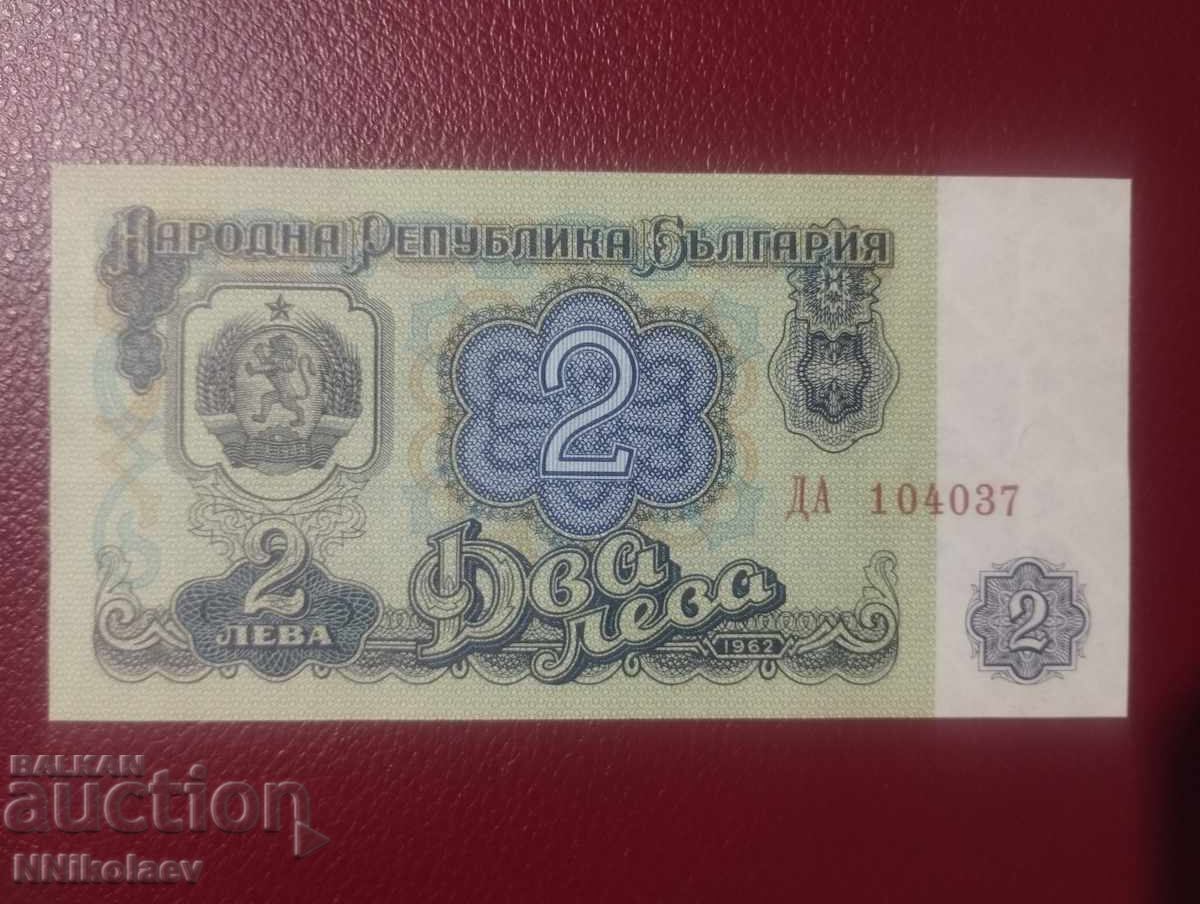 Народна Република България
2
ДА 104037
2
ЛЕВА
Два
лева
1962
2
BALKAN
auction
NNikolaev